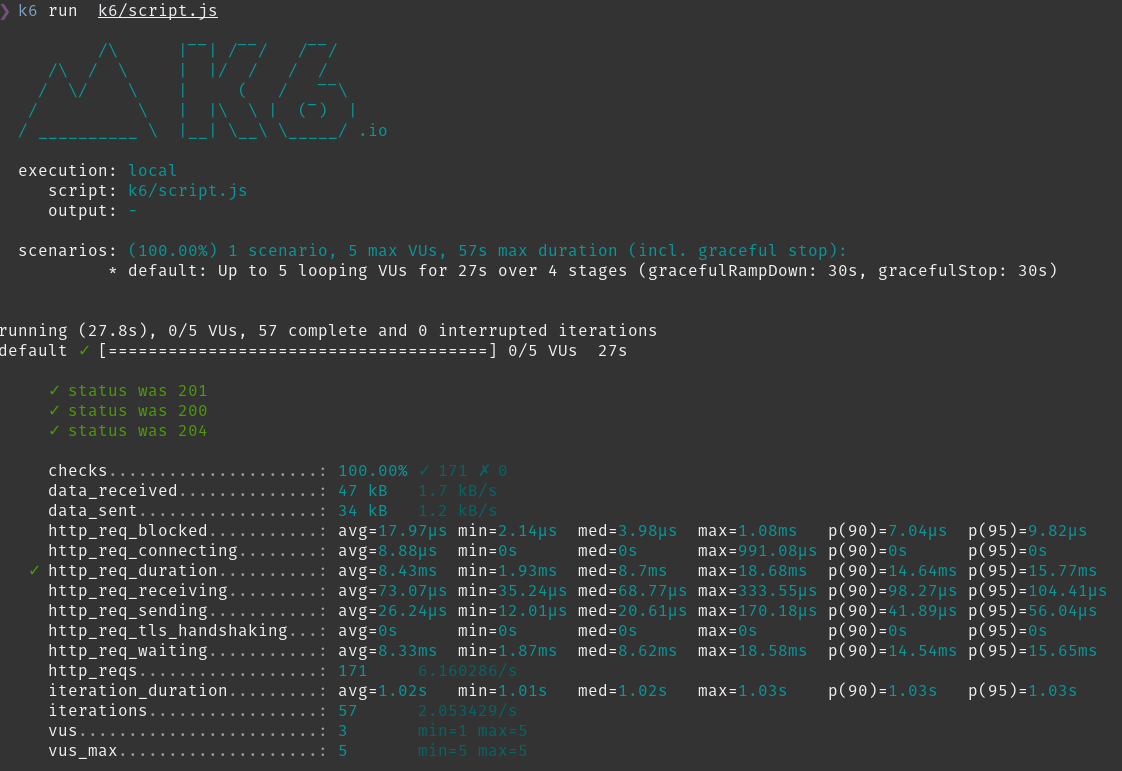 ❯ k6 run  k6/script.js
          /\      |‾‾| /‾‾/   /‾‾/
     /\  /  \     |  |/  /   /  /
    /  \/    \    |     (   /   ‾‾\
   /          \   |  |\  \ |  (‾)  |
  / __________ \  |__| \__\ \_____/ .io
  execution: local
     script: k6/script.js
     output: -
  scenarios: (100.00%) 1 scenario, 5 max VUs, 57s max duration (incl. graceful stop):
           * default: Up to 5 looping VUs for 27s over 4 stages (gracefulRampDown: 30s, gracefulStop: 30s)
running (27.8s), 0/5 VUs, 57 complete and 0 interrupted iterations
default ✓ [======================================] 0/5 VUs  27s
     ✓ status was 201
     ✓ status was 200
     ✓ status was 204
     checks.....................: 100.00% ✓ 171 ✗ 0
     data_received..............: 47 kB   1.7 kB/s
     data_sent..................: 34 kB   1.2 kB/s
     http_req_blocked...........: avg=17.97µs min=2.14µs  med=3.98µs  max=1.08ms   p(90)=7.04µs  p(95)=9.82µs
     http_req_connecting........: avg=8.88µs  min=0s      med=0s      max=991.08µs p(90)=0s      p(95)=0s
   ✓ http_req_duration..........: avg=8.43ms  min=1.93ms  med=8.7ms   max=18.68ms  p(90)=14.64ms p(95)=15.77ms
     http_req_receiving.........: avg=73.07µs min=35.24µs med=68.77µs max=333.55µs p(90)=98.27µs p(95)=104.41µs
     http_req_sending...........: avg=26.24µs min=12.01µs med=20.61µs max=170.18µs p(90)=41.89µs p(95)=56.04µs
     http_req_tls_handshaking...: avg=0s      min=0s      med=0s      max=0s       p(90)=0s      p(95)=0s
     http_req_waiting...........: avg=8.33ms  min=1.87ms  med=8.62ms  max=18.58ms  p(90)=14.54ms p(95)=15.65ms
     http_reqs..................: 171     6.160286/s
     iteration_duration.........: avg=1.02s   min=1.01s   med=1.02s   max=1.03s    p(90)=1.03s   p(95)=1.03s
     iterations.................: 57      2.053429/s
     vus........................: 3       min=1 max=5
     vus_max....................: 5       min=5 max=5